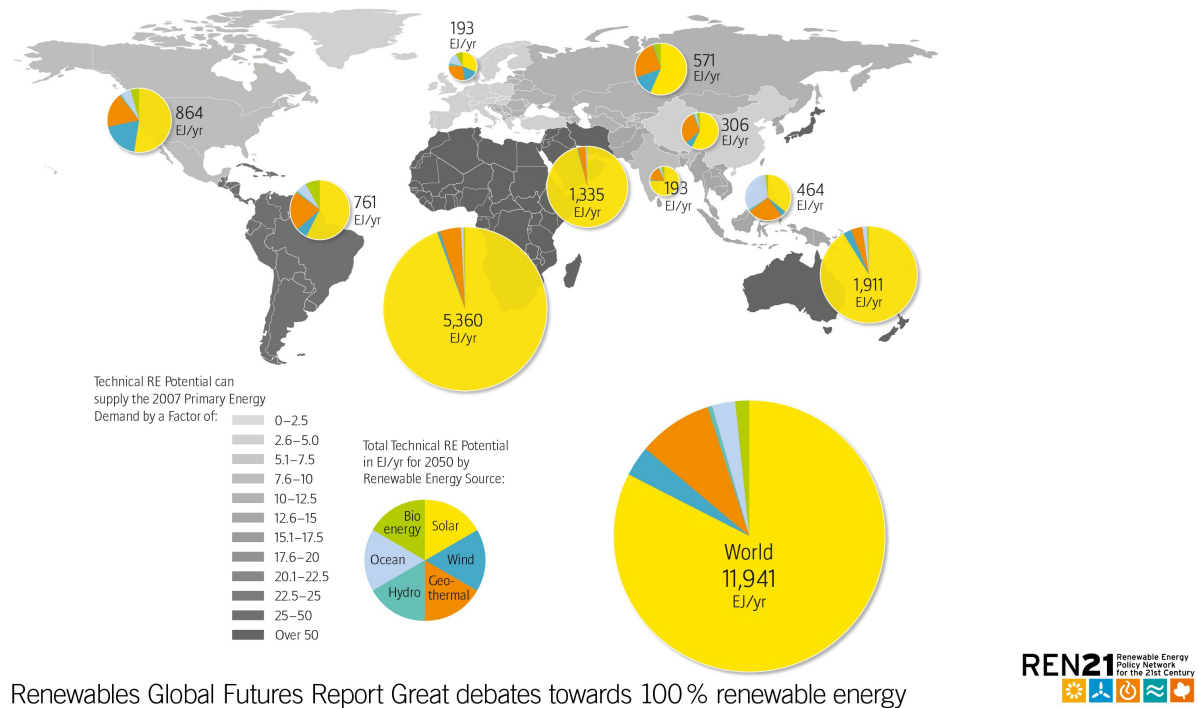 193
EJ/yr
571
EJ/yr
864
EJ/yr
306
EJ/yr
1,335
EJ/yr
193
EJ/yr
464
EJ/yr
761
EJ/yr
1,911
EJ/yr
5,360
EJ/yr
Technical RE Potential can
supply the 2007 Primary Energy
Demand by a Factor of:
0–2.5
2.6–5.0
5.1–7.5
7.6–10
10–12.5
12.6–15
15.1–17.5
17.6–20
20.1–22.5
22.5–25
25–50
Over 50
Total Technical RE Potential
in EJ/yr for 2050 by
Renewable Energy Source:
Bio
energy
Solar
Ocean
Wind
Hydro
Geo-
thermal
World
11,941
EJ/yr
REN21
Renewable Energy
Policy Network
for the 21st Century
Renewables Global Futures Report Great debates towards 100 % renewable energy